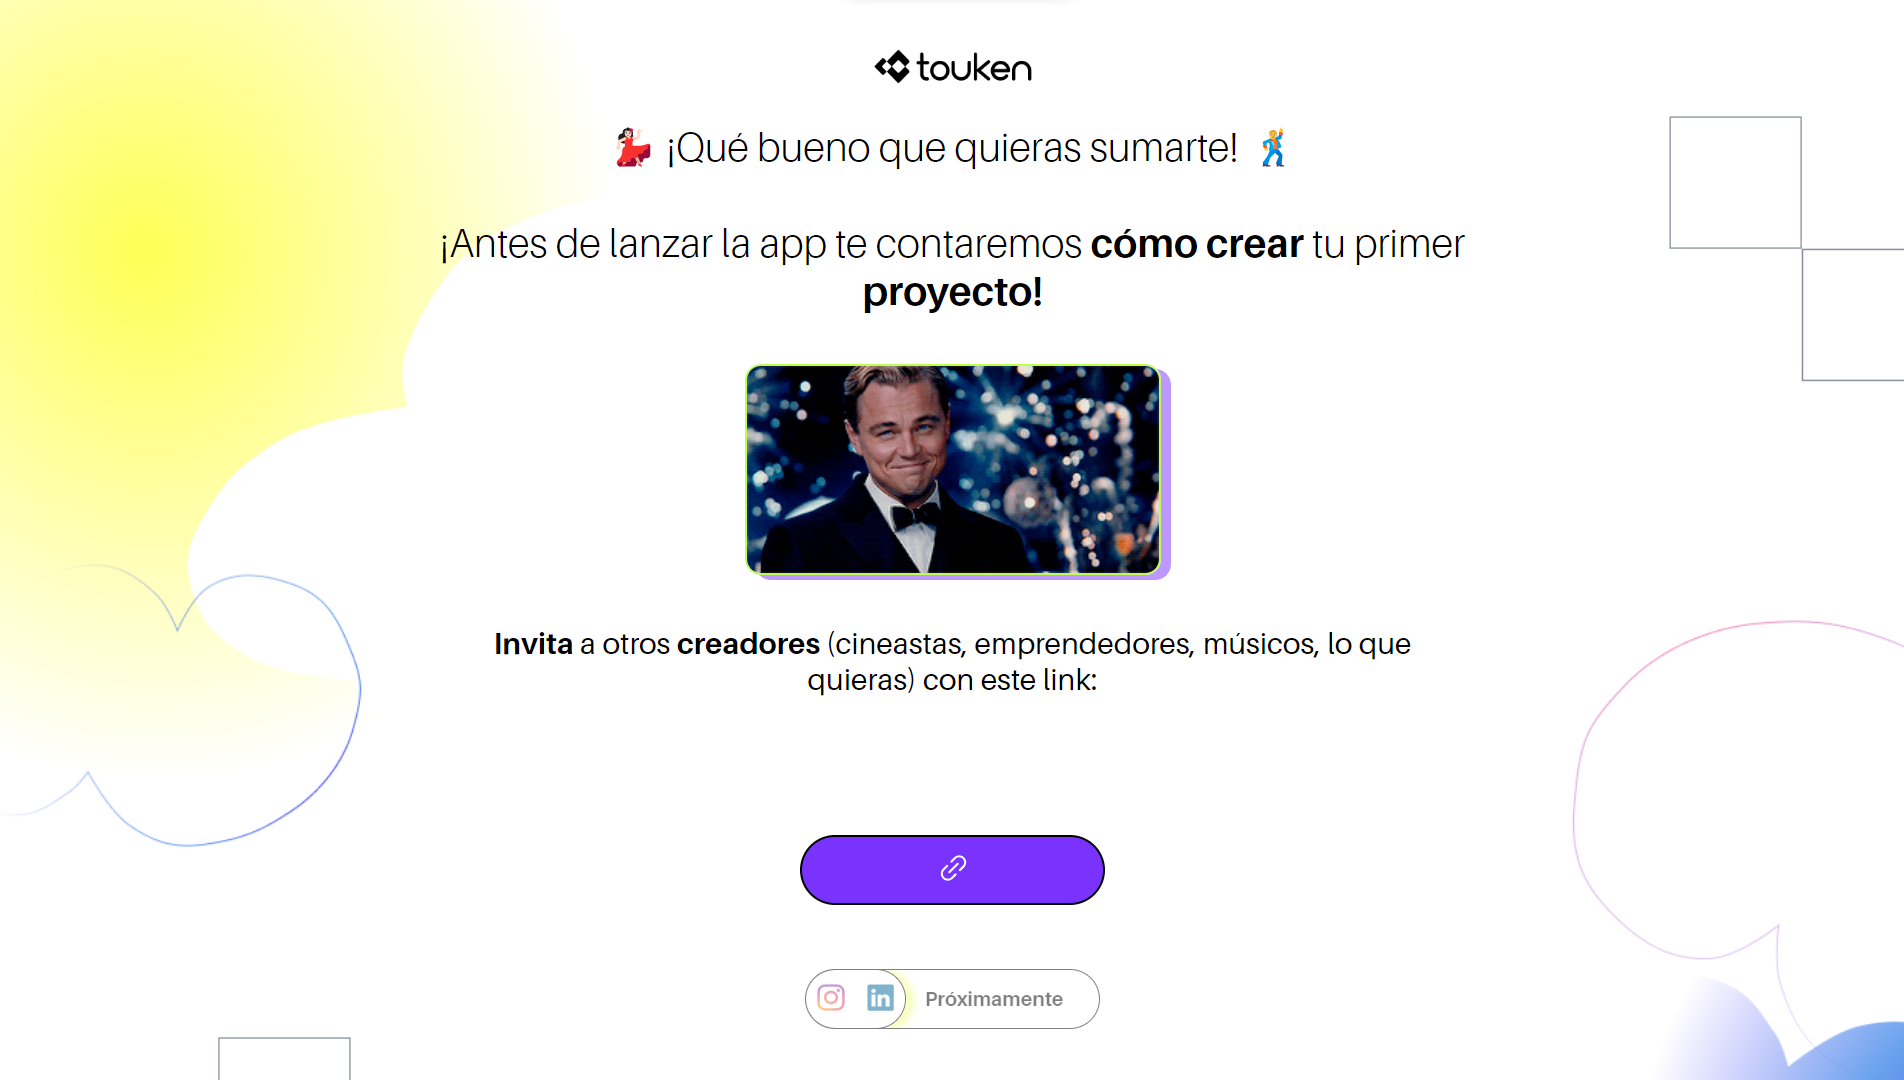 touken
¡Qué bueno que quieras sumarte!
¡Antes de lanzar la app te contaremos cómo crear tu primer
proyecto!
Invita a otros creadores (cineastas, emprendedores, músicos, lo que
quieras) con este link:
in
Próximamente